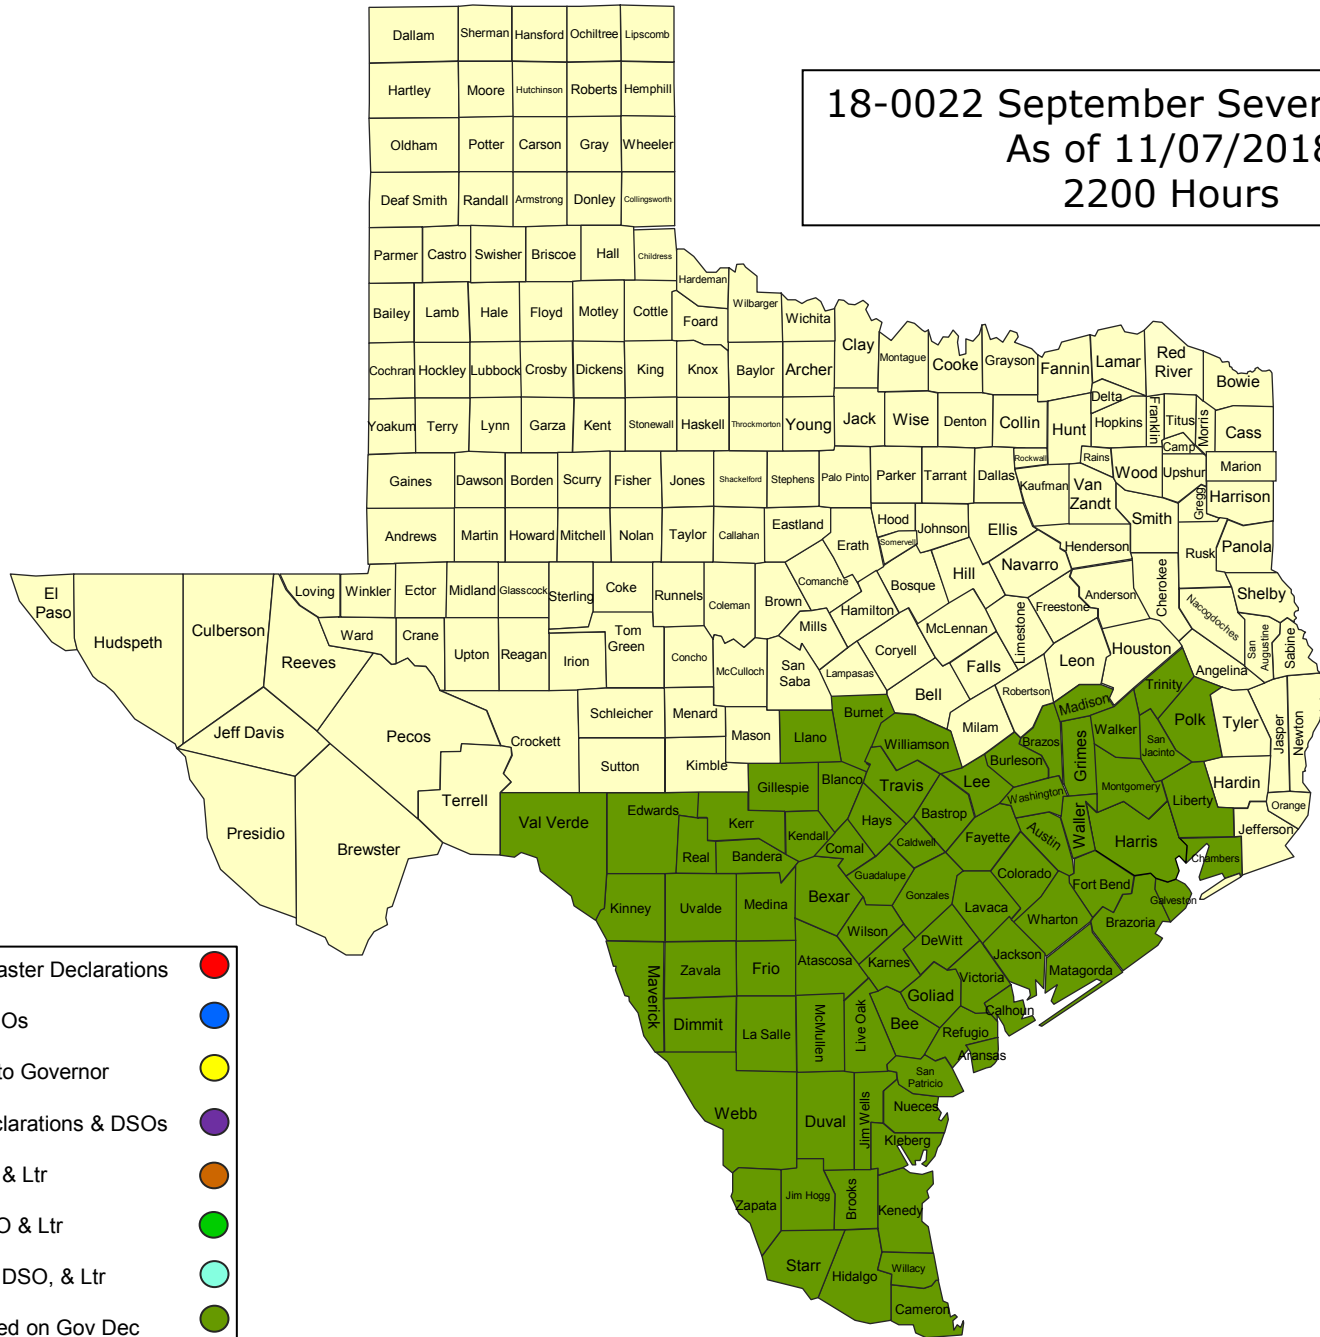 Dallam Sherman Hansford Ochiltree Lipscomb
Hartley Moore Hutchinson Roberts Hemphill
18-0022 September Sever
As of 11/07/2018
2200 Hours
Oldham Potter Carson Gray Wheeler
Deaf Smith Randall Armstrong Donley Collingsworth
Parmer Castro Swisher Briscoe Hall Childress
Hardeman
Bailey Lamb Hale Floyd Motley Cottle Foard Wilbarger Wichita
Clay Montague Cooke Grayson Fannin Lamar Red
River Bowie
Cochran Hockley Lubbock Crosby Dickens King Knox Baylor Archer
Delta
Yoakum Terry Lynn Garza Kent Stonewall Haskell Throckmorton Young Jack Wise Denton Collin Hunt Hopkins Franklin Titus Morris Cass
Camp
Rockwall Rains
Gaines Dawson Borden Scurry Fisher Jones Shackelford Stephens Palo Pinto Parker Tarrant Dallas Kaufman Van
Zandt Wood Upshur Marion
Gregg Harrison
Andrews Martin Howard Mitchell Nolan Taylor Callahan Eastland Erath Hood Somervell Johnson Ellis Henderson Smith Rusk Panola
El
Paso Hudspeth Culberson Loving Winkler Ector Midland Glasscock Sterling Coke Runnels Coleman Brown Comanche Hamilton Bosque Hill Navarro Freestone Anderson Cherokee Nacogdoches Shelby
Reeves Ward Crane Upton Reagan Irion Tom
Green Concho McCulloch San
Saba Mills Lampasas Coryell McLennan Limestone Falls Leon Houston Angelina San
Augustine Sabine
Jeff Davis Pecos Crockett Schleicher Menard Mason Llano Burnet Bell Milam Robertson Madison Trinity Polk Tyler Jasper Newton
Sutton Kimble Williamson Brazos Burleson Grimes Walker San
Jacinto
Presidio Brewster Terrell Gillespie Blanco Travis Lee Washington Montgomery Liberty Hardin Orange
Val Verde Edwards Kerr Kendall Hays Bastrop Caldwell Fayette Austin Waller Harris Jefferson Chambers
Real Bandera Comal Guadalupe Gonzales Colorado Fort Bend Galveston
Kinney Uvalde Medina Bexar Wilson Lavaca Wharton Brazoria
Maverick Zavala Frio Atascosa Karnes DeWitt Jackson Matagorda
Dimmit La Salle McMullen Live Oak Bee Goliad Victoria Calhoun
Refugio Aransas
San
Patricio
Webb Duval Jim Wells Nueces
Kleberg
Zapata Jim Hogg Brooks Kenedy
Starr Hidalgo Willacy
Cameron
aster Declarations
Os
to Governor
clarations & DSOs
& Ltr
O & Ltr
DSO, & Ltr
ed on Gov Dec